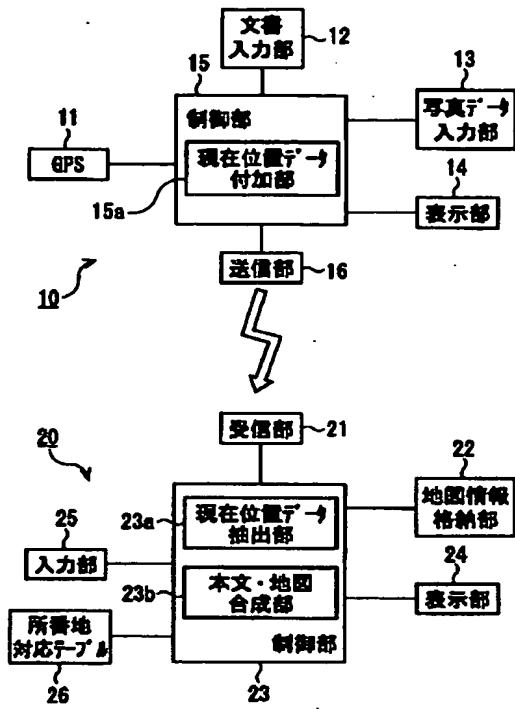 文書
入力部
12
15
13
制御部
写真データ
入力部
11
GPS
現在位置データ
付加部
14
15a
表示部
送信部
16
10
受信部
21
20
22
23a
現在位置データ
抽出部
地図情報
格納部
25
入力部
23b
本文・地図
合成部
24
表示部
所番地
対応テーブル
制御部
26
23